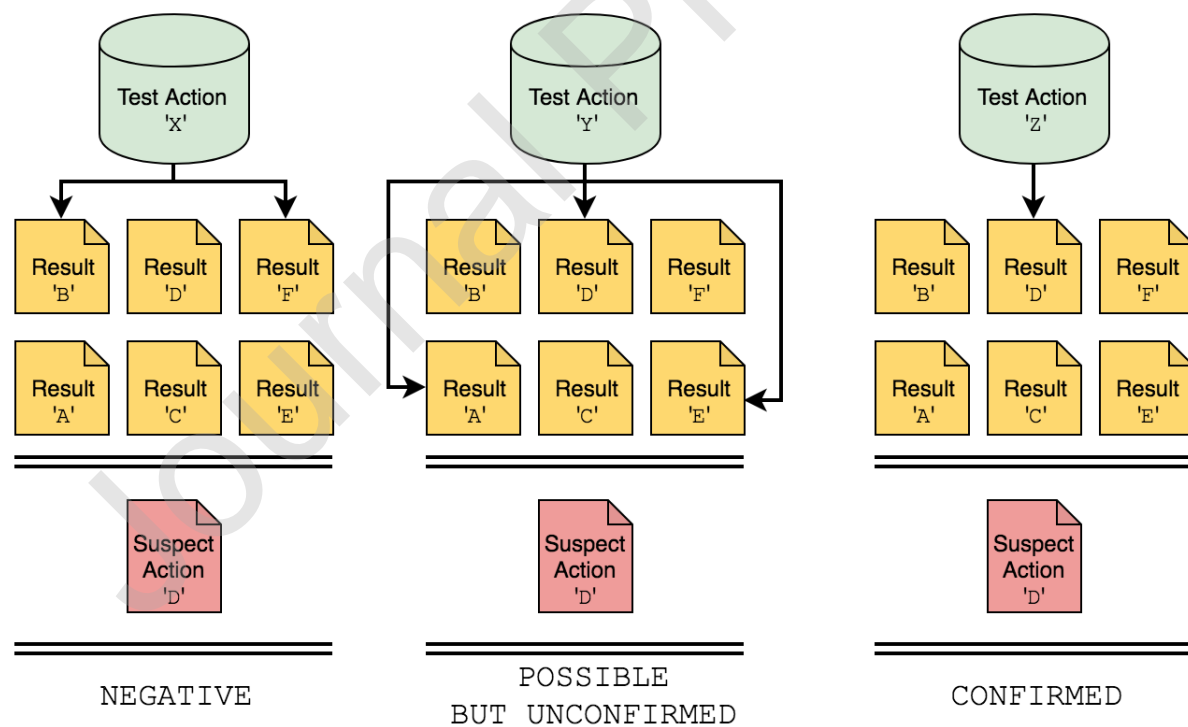 Test Action
'X'
Test Action
'Y'
Test Action
'Z'
Result
'B'
Result
'D'
Result
'F'
Result
'B'
Result
'D'
Result
'F'
Result
'B'
Result
'D'
Result
'F'
Result
'A'
Result
'C'
Result
'E'
Result
'A'
Result
'C'
Result
'E'
Result
'A'
Result
'C'
Result
'E'
Suspect
Action
'D'
Suspect
Action
'D'
Suspect
Action
'D'
NEGATIVE
POSSIBLE
BUT UNCONFIRMED
CONFIRMED
Journal